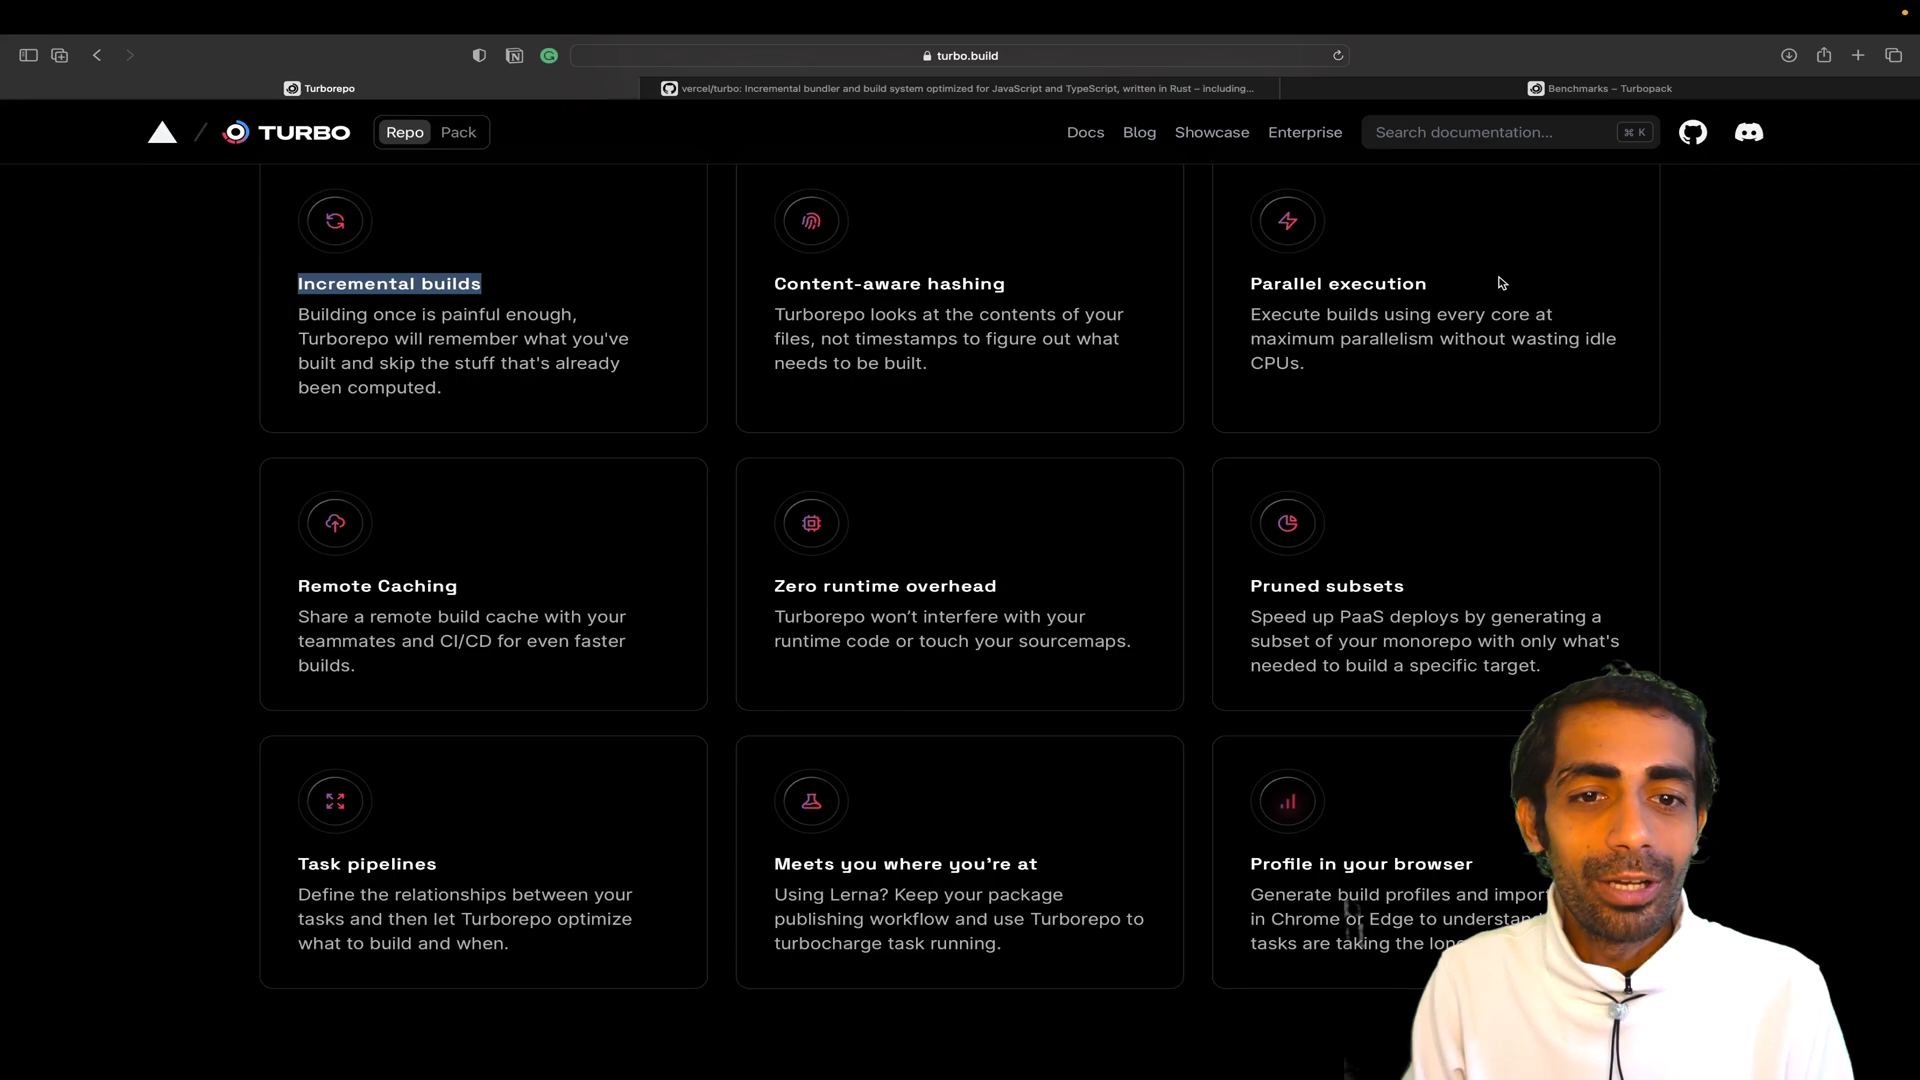 turbo.build
Turborepo
vercel/turbo: Incremental bundler and build system optimized for JavaScript and TypeScript, written in Rust – including...
Benchmarks – Turbopack
TURBO
Repo
Pack
Docs
Blog
Showcase
Enterprise
Search documentation...
⌘ K
Incremental builds
Building once is painful enough,
Turborepo will remember what you've
built and skip the stuff that's already
been computed.
Content-aware hashing
Turborepo looks at the contents of your
files, not timestamps to figure out what
needs to be built.
Parallel execution
Execute builds using every core at
maximum parallelism without wasting idle
CPUs.
Remote Caching
Share a remote build cache with your
teammates and CI/CD for even faster
builds.
Zero runtime overhead
Turborepo won’t interfere with your
runtime code or touch your sourcemaps.
Pruned subsets
Speed up PaaS deploys by generating a
subset of your monorepo with only what's
needed to build a specific target.
Task pipelines
Define the relationships between your
tasks and then let Turborepo optimize
what to build and when.
Meets you where you’re at
Using Lerna? Keep your package
publishing workflow and use Turborepo to
turbocharge task running.
Profile in your browser
Generate build profiles and
in Chrome or Edge to
tasks are taking the